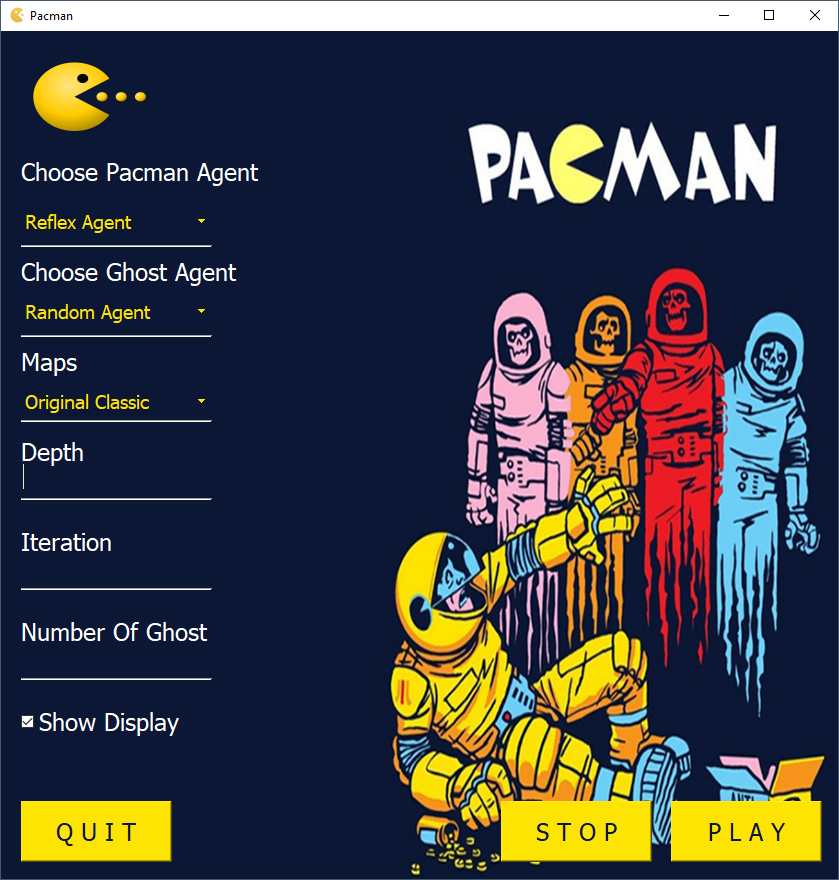 Pacman
PACMAN
Choose Pacman Agent
Reflex Agent
Choose Ghost Agent
Random Agent
Maps
Original Classic
Depth
Iteration
Number Of Ghost
Show Display
ANTI
QUIT
STOP
PLAY